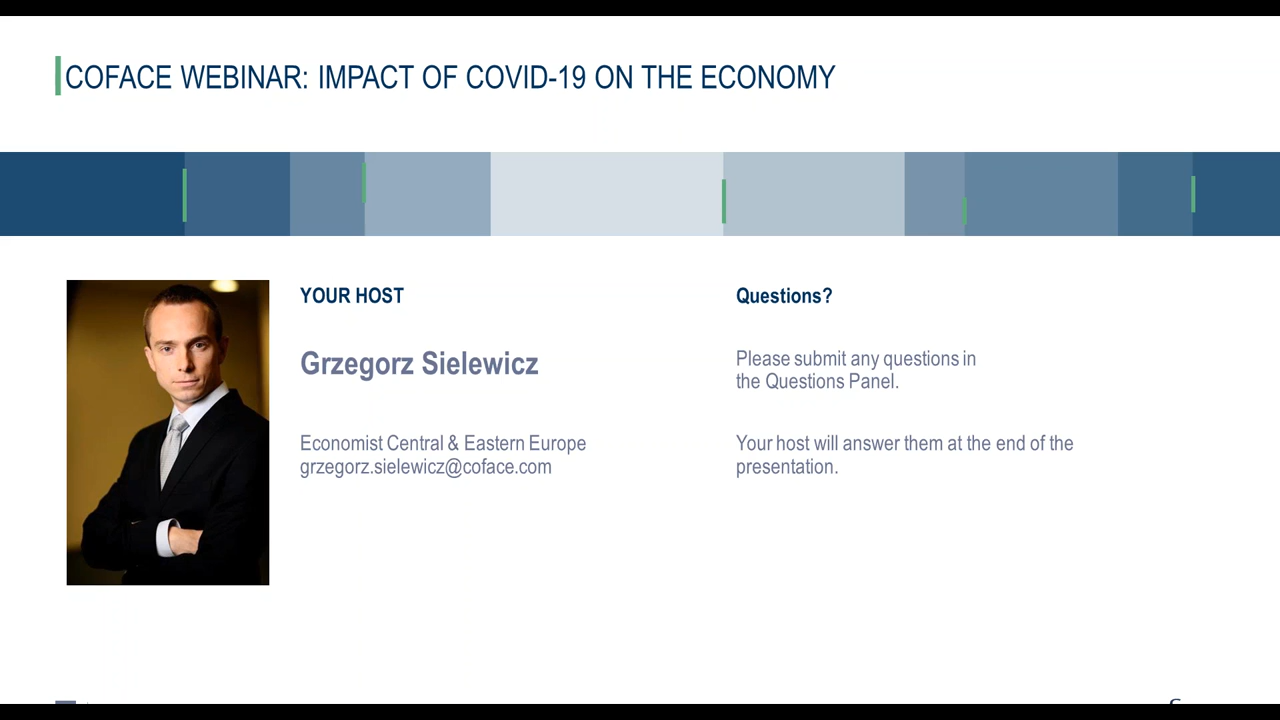 COFACE WEBINAR: IMPACT OF COVID-19 ON THE ECONOMY
YOUR HOST
Grzegorz Sielewicz
Economist Central & Eastern Europe
grzegorz.sielewicz@coface.com
Questions?
Please submit any questions in
the Questions Panel.
Your host will answer them at the end of the
presentation.